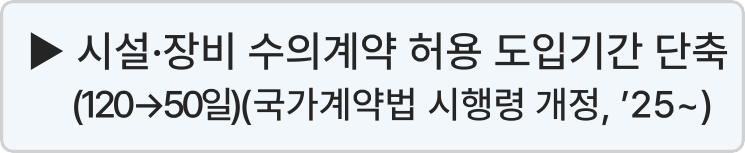 ▶ 시설·장비 수의계약 허용 도입기간 단축
(120→50일)(국가계약법 시행령 개정, ’25~)